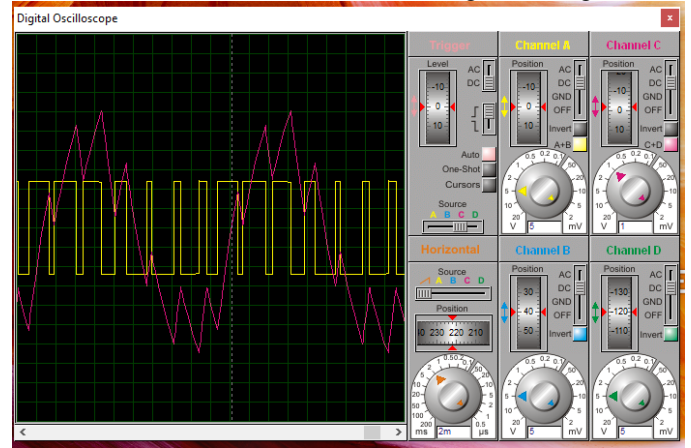 Digital Oscilloscope
x
Trigger
Level
AC
DC
-10
0
10
Auto
One-Shot
Cursors
Source
A B C D
Channel A
Position
AC
DC
GND
OFF
-10
0
10
Invert
A+B
V 5 mV
Channel C
Position
AC
DC
GND
OFF
-10
0
10
Invert
C+D
V 1 mV
Horizontal
Source
A B C D
Position
230 220 210
200
ms 2m µs
0.5
Channel B
Position
AC
DC
GND
OFF
30
40
50
Invert
V 5 mV
Channel D
Position
AC
DC
GND
OFF
-130
-120
-110
Invert
V 5 mV